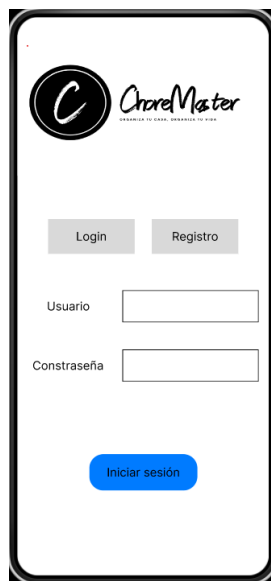 C
ChoreMaster
ORGANIZA TU CASA, ORGANIZA TU VIDA.
Login
Registro
Usuario
Constraseña
Iniciar sesión